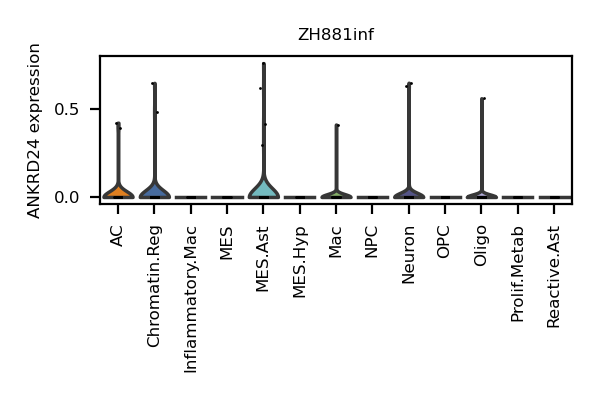 ZH881inf
ANKRD24 expression
0.5
0.0
AC
Chromatin.Reg
Inflammatory.Mac
MES
MES.Ast
MES.Hyp
Mac
NPC
Neuron
OPC
Oligo
Prolif.Metab
Reactive.Ast